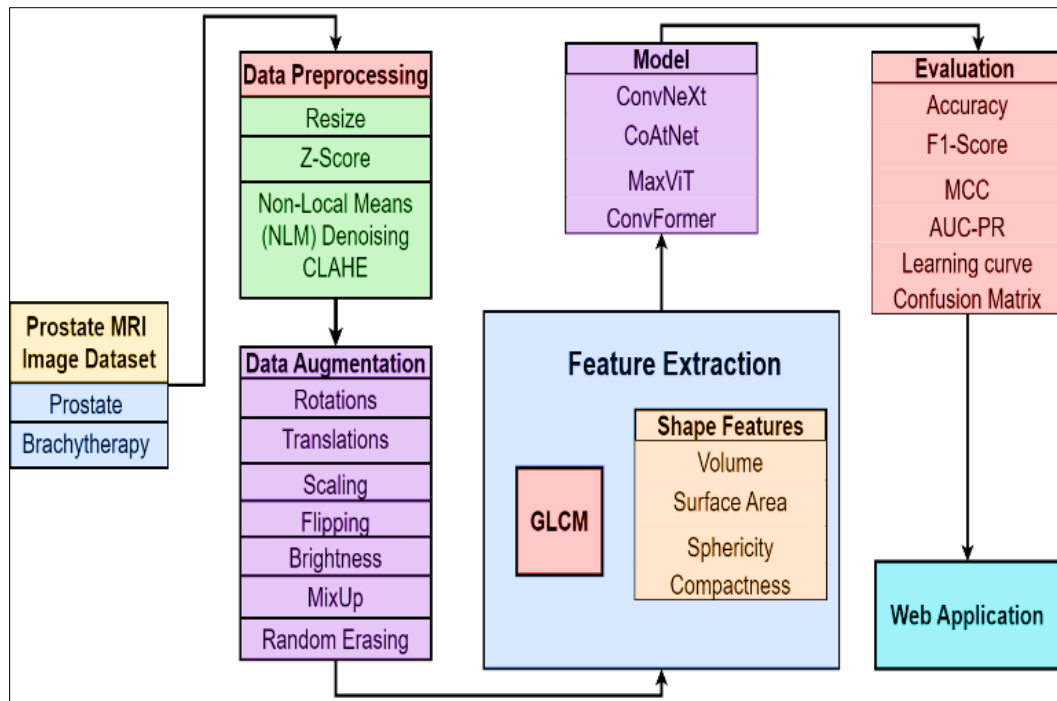 Prostate MRI
Image Dataset
Prostate
Brachytherapy
Data Preprocessing
Resize
Z-Score
Non-Local Means
(NLM) Denoising
CLAHE
Data Augmentation
Rotations
Translations
Scaling
Flipping
Brightness
MixUp
Random Erasing
Feature Extraction
GLCM
Shape Features
Volume
Surface Area
Sphericity
Compactness
Model
ConvNeXt
CoAtNet
MaxViT
ConvFormer
Evaluation
Accuracy
F1-Score
MCC
AUC-PR
Learning curve
Confusion Matrix
Web Application